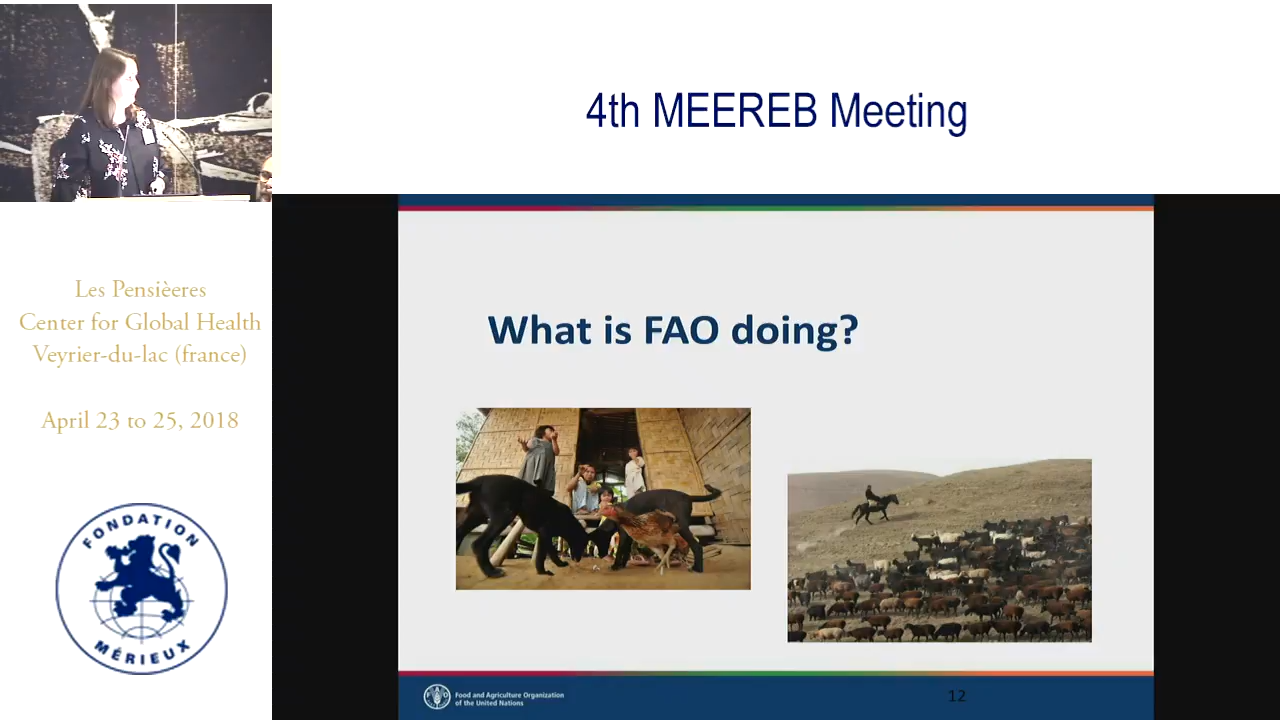 4th MEEREB Meeting
Les Pensièeres
Center for Global Health
Veyrier-du-lac (france)
April 23 to 25, 2018
FONDATION
MÉRIEUX
What is FAO doing?
FAO
Food and Agriculture Organization
of the United Nations
12